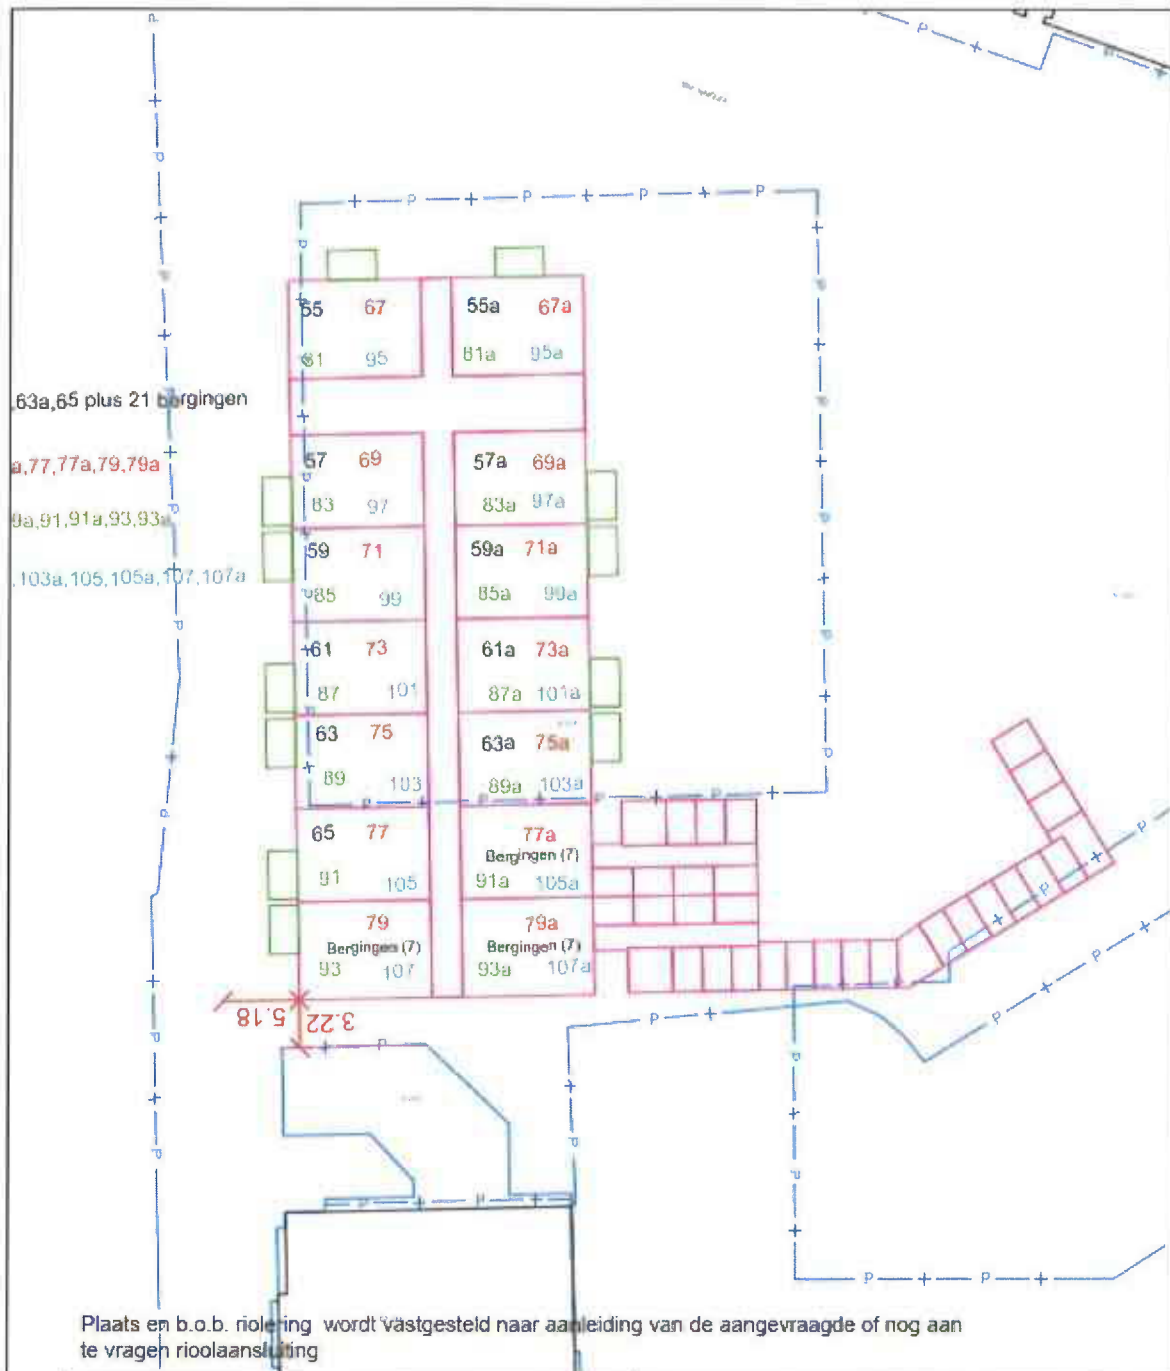 55 67 55a 67a
81 95 81a 95a
,63a,65 plus 21 bergingen
57 69 57a 69a
a,77,77a,79,79a
83 97 83a 97a
9a,91,91a,93,93a
59 71 59a 71a
,103a,105,105a,107,107a
85 99 85a 99a
61 73 61a 73a
87 101 87a 101a
63 75 63a 75a
89 103 89a 103a
65 77 77a
Bergingen (7)
91 105 91a 105a
79 79a
Bergingen (7) Bergingen (7)
93 107 93a 107a
5.18 3.22
Plaats en b.o.b. riolering wordt vastgesteld naar aanleiding van de aangevraagde of nog aan
te vragen rioolaansluiting